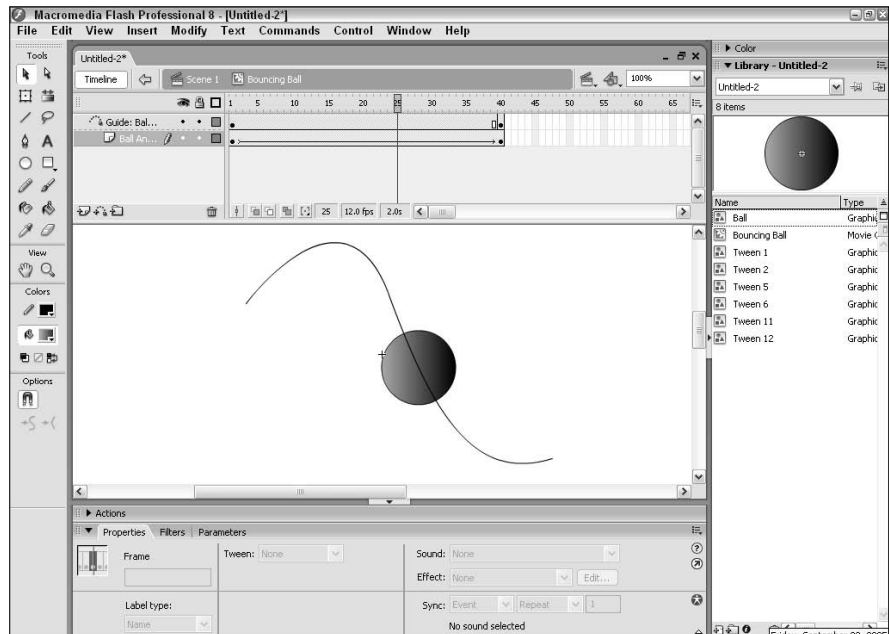 Macromedia Flash Professional 8 - [Untitled-2*]
File Edit View Insert Modify Text Commands Control Window Help
Tools
View
Colors
Options
Untitled-2*
Timeline Scene 1 Bouncing Ball 100%
1 5 10 15 20 25 30 35 40 45 50 55 60 65
Guide: Bal...
Ball An...
25 12.0 fps 2.0s
Actions
Properties Filters Parameters
Frame
Label type:
Name
Tween: None
Sound: None
Effect: None Edit...
Sync: Event Repeat 1
No sound selected
Color
Library - Untitled-2
Untitled-2
8 items
Name Type
Ball Graphic
Bouncing Ball Movie C
Tween 1 Graphic
Tween 2 Graphic
Tween 5 Graphic
Tween 6 Graphic
Tween 11 Graphic
Tween 12 Graphic